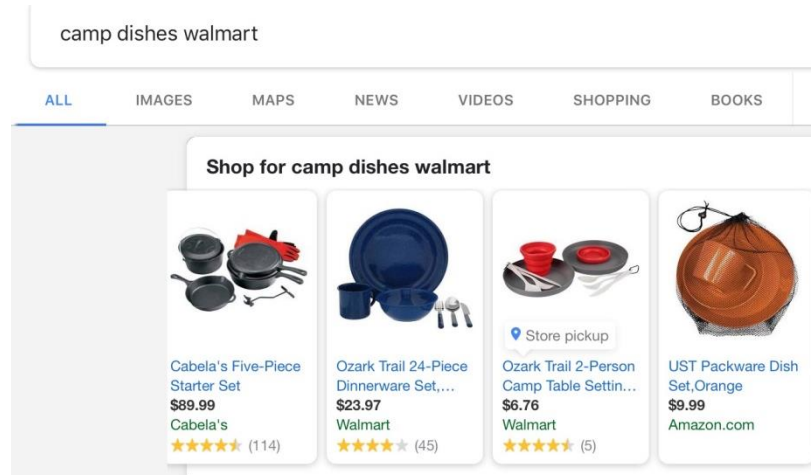 camp dishes walmart
ALL IMAGES MAPS NEWS VIDEOS SHOPPING BOOKS
Shop for camp dishes walmart
Cabela's Five-Piece
Starter Set
$89.99
Cabela's
(114)
Ozark Trail 24-Piece
Dinnerware Set,...
$23.97
Walmart
(45)
Store pickup
Ozark Trail 2-Person
Camp Table Settin...
$6.76
Walmart
(5)
UST Packware Dish
Set,Orange
$9.99
Amazon.com